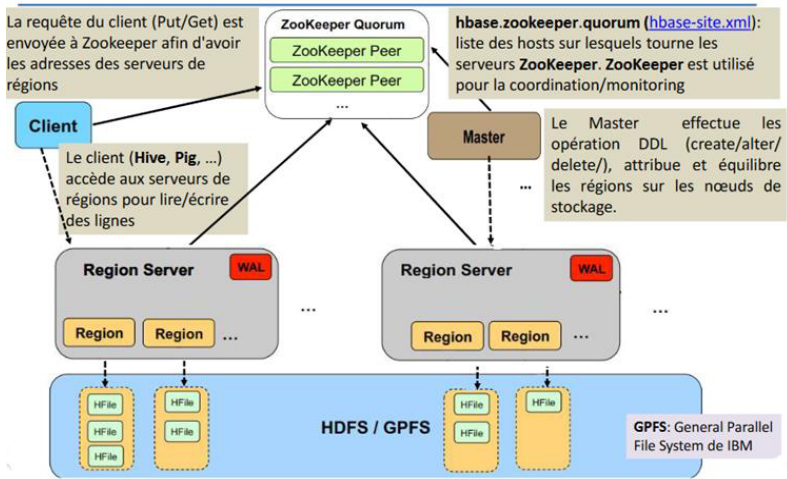 La requête du client (Put/Get) est
envoyée à Zookeeper afin d'avoir
les adresses des serveurs de
régions
ZooKeeper Quorum
ZooKeeper Peer
ZooKeeper Peer
...
hbase.zookeeper.quorum (hbase-site.xml):
liste des hosts sur lesquels tourne les
serveurs ZooKeeper. ZooKeeper est utilisé
pour la coordination/monitoring
Client
Master
Le Master effectue les
opération DDL (create/alter/
delete/), attribue et équilibre
les régions sur les nœuds de
stockage.
Le client (Hive, Pig, ...)
accède aux serveurs de
régions pour lire/écrire
des lignes
...
Region Server
WAL
Region
Region
...
...
Region Server
WAL
Region
Region
...
...
HFile
HFile
HFile
HFile
HFile
HDFS / GPFS
HFile
HFile
HFile
GPFS: General Parallel
File System de IBM